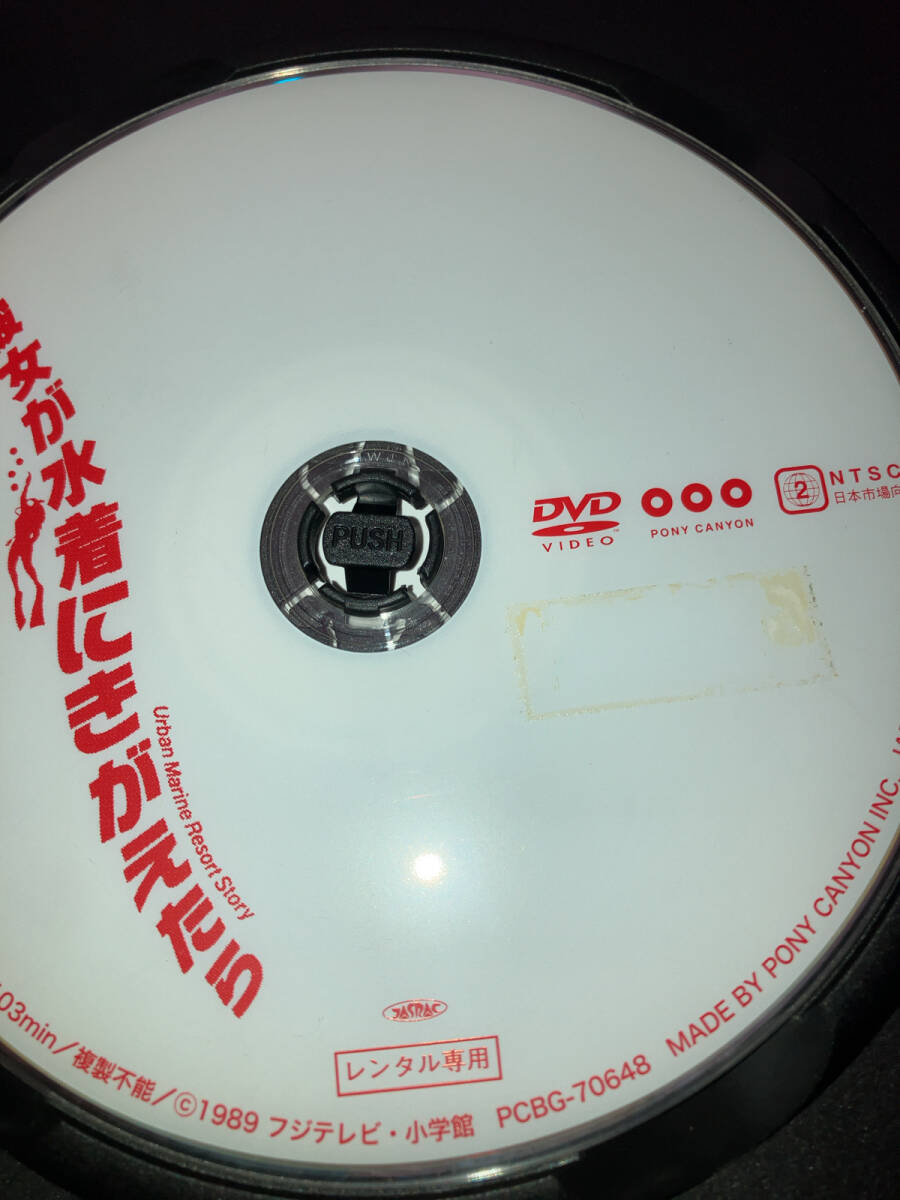 彼女が水着にきがえたら
Urban Marine Resort Story
PUSH
DVD
VIDEO
PONY CANYON
2
NTSC
日本市場向
JASRAC
レンタル専用
03min/複製不能/©1989 フジテレビ・小学館 PCBG-70648 MADE BY PONY CANYON INC.